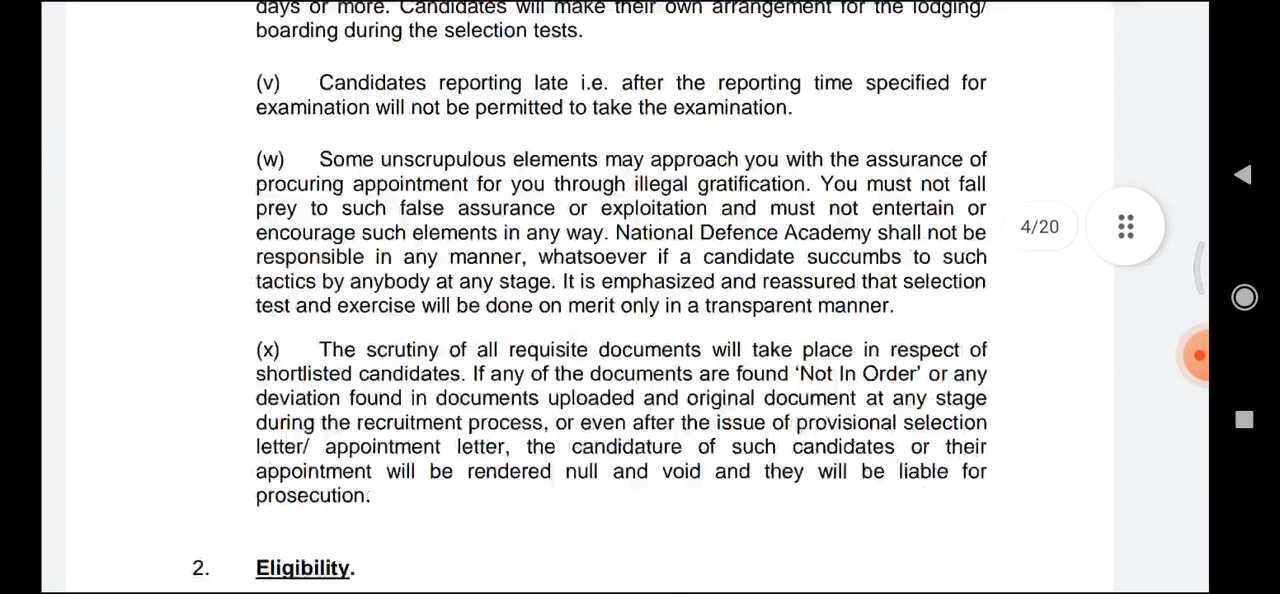 days or more. Candidates will make their own arrangement for the lodging/
boarding during the selection tests.
(v) Candidates reporting late i.e. after the reporting time specified for
examination will not be permitted to take the examination.
(w) Some unscrupulous elements may approach you with the assurance of
procuring appointment for you through illegal gratification. You must not fall
prey to such false assurance or exploitation and must not entertain or
encourage such elements in any way. National Defence Academy shall not be
responsible in any manner, whatsoever if a candidate succumbs to such
tactics by anybody at any stage. It is emphasized and reassured that selection
test and exercise will be done on merit only in a transparent manner.
4/20
(x) The scrutiny of all requisite documents will take place in respect of
shortlisted candidates. If any of the documents are found ‘Not In Order’ or any
deviation found in documents uploaded and original document at any stage
during the recruitment process, or even after the issue of provisional selection
letter/ appointment letter, the candidature of such candidates or their
appointment will be rendered null and void and they will be liable for
prosecution.
2. Eligibility.